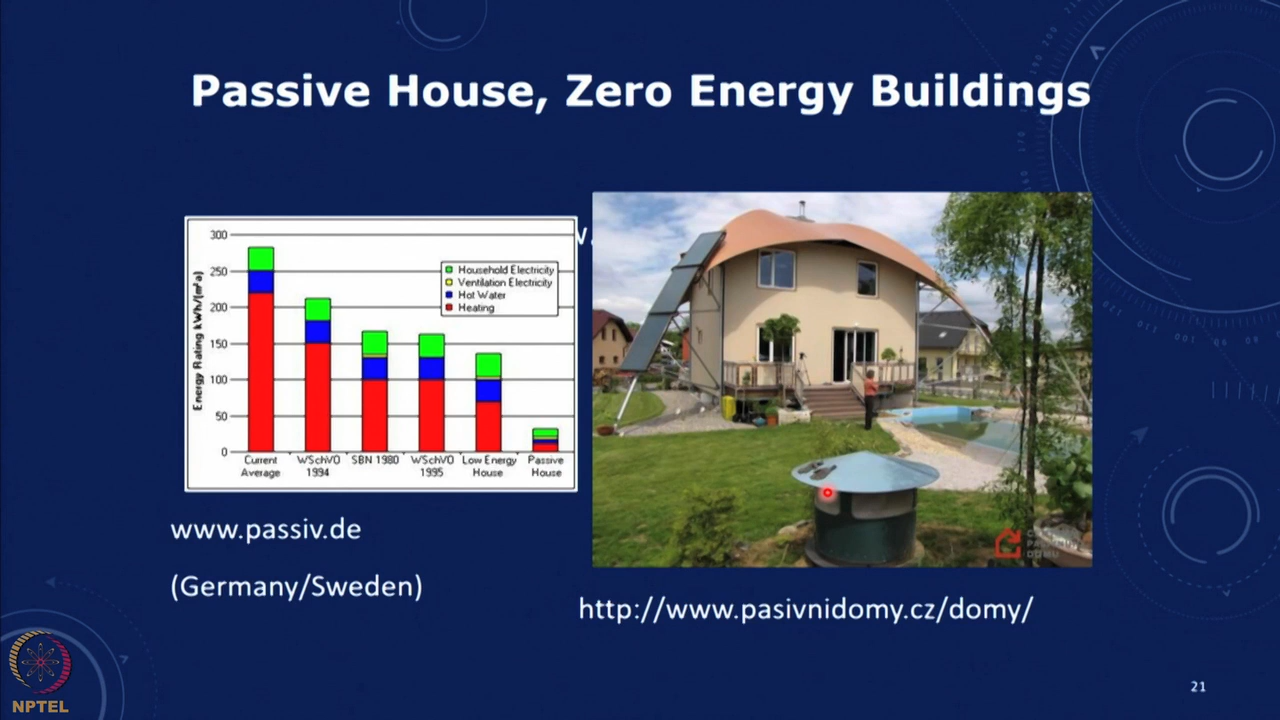 Passive House, Zero Energy Buildings
300
250
200
150
100
50
0
Energy Rating kWh/(m²a)
Household Electricity
Ventilation Electricity
Hot Water
Heating
Current Average
WSchVO 1994
SBN 1980
WSchVO 1995
Low Energy House
Passive House
www.passiv.de
(Germany/Sweden)
http://www.pasivnidomy.cz/domy/
NPTEL
21